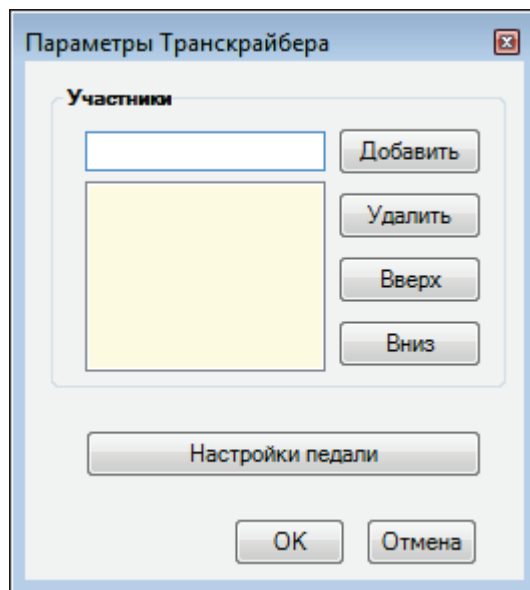 Параметры Транскрайбера
Участники
Добавить
Удалить
Вверх
Вниз
Настройки педали
OK
Отмена